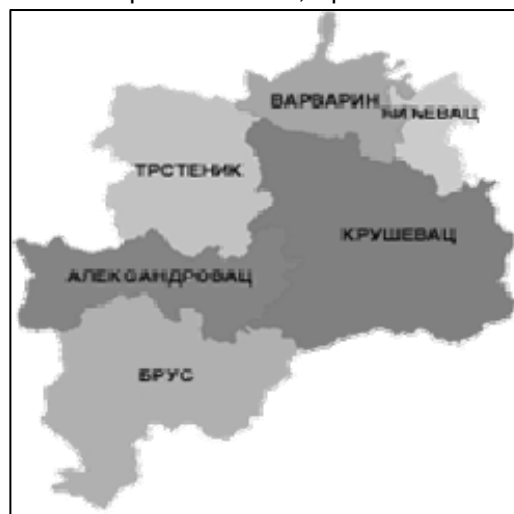 ВАРВАРИН
ЋИЋЕВАЦ
ТРСТЕНИК
КРУШЕВАЦ
АЛЕКСАНДРОВАЦ
БРУС